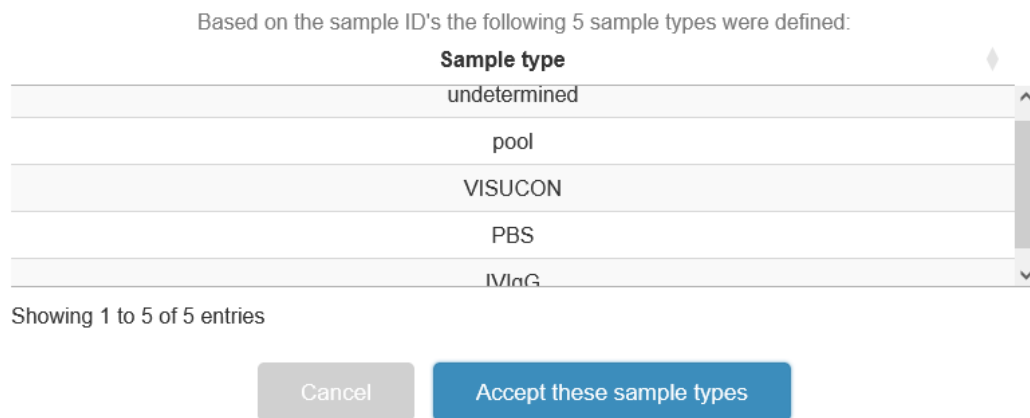 Based on the sample ID's the following 5 sample types were defined:
Sample type
undetermined
pool
VISUCON
PBS
IVIgG
Showing 1 to 5 of 5 entries
Cancel
Accept these sample types